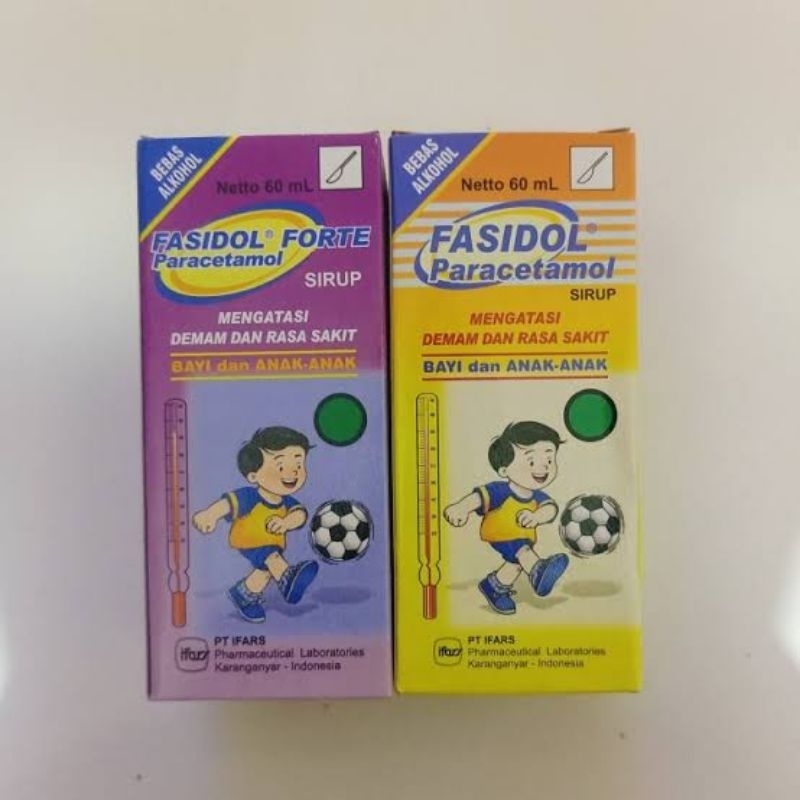 BEBAS
ALKOHOL
Netto 60 mL
FASIDOL® FORTE
Paracetamol
SIRUP
MENGATASI
DEMAM DAN RASA SAKIT
BAYI dan ANAK-ANAK
ifars
PT IFARS
Pharmaceutical Laboratories
Karanganyar - Indonesia
BEBAS
ALKOHOL
Netto 60 mL
FASIDOL®
Paracetamol
SIRUP
MENGATASI
DEMAM DAN RASA SAKIT
BAYI dan ANAK-ANAK
ifars
PT IFARS
Pharmaceutical Laboratories
Karanganyar - Indonesia